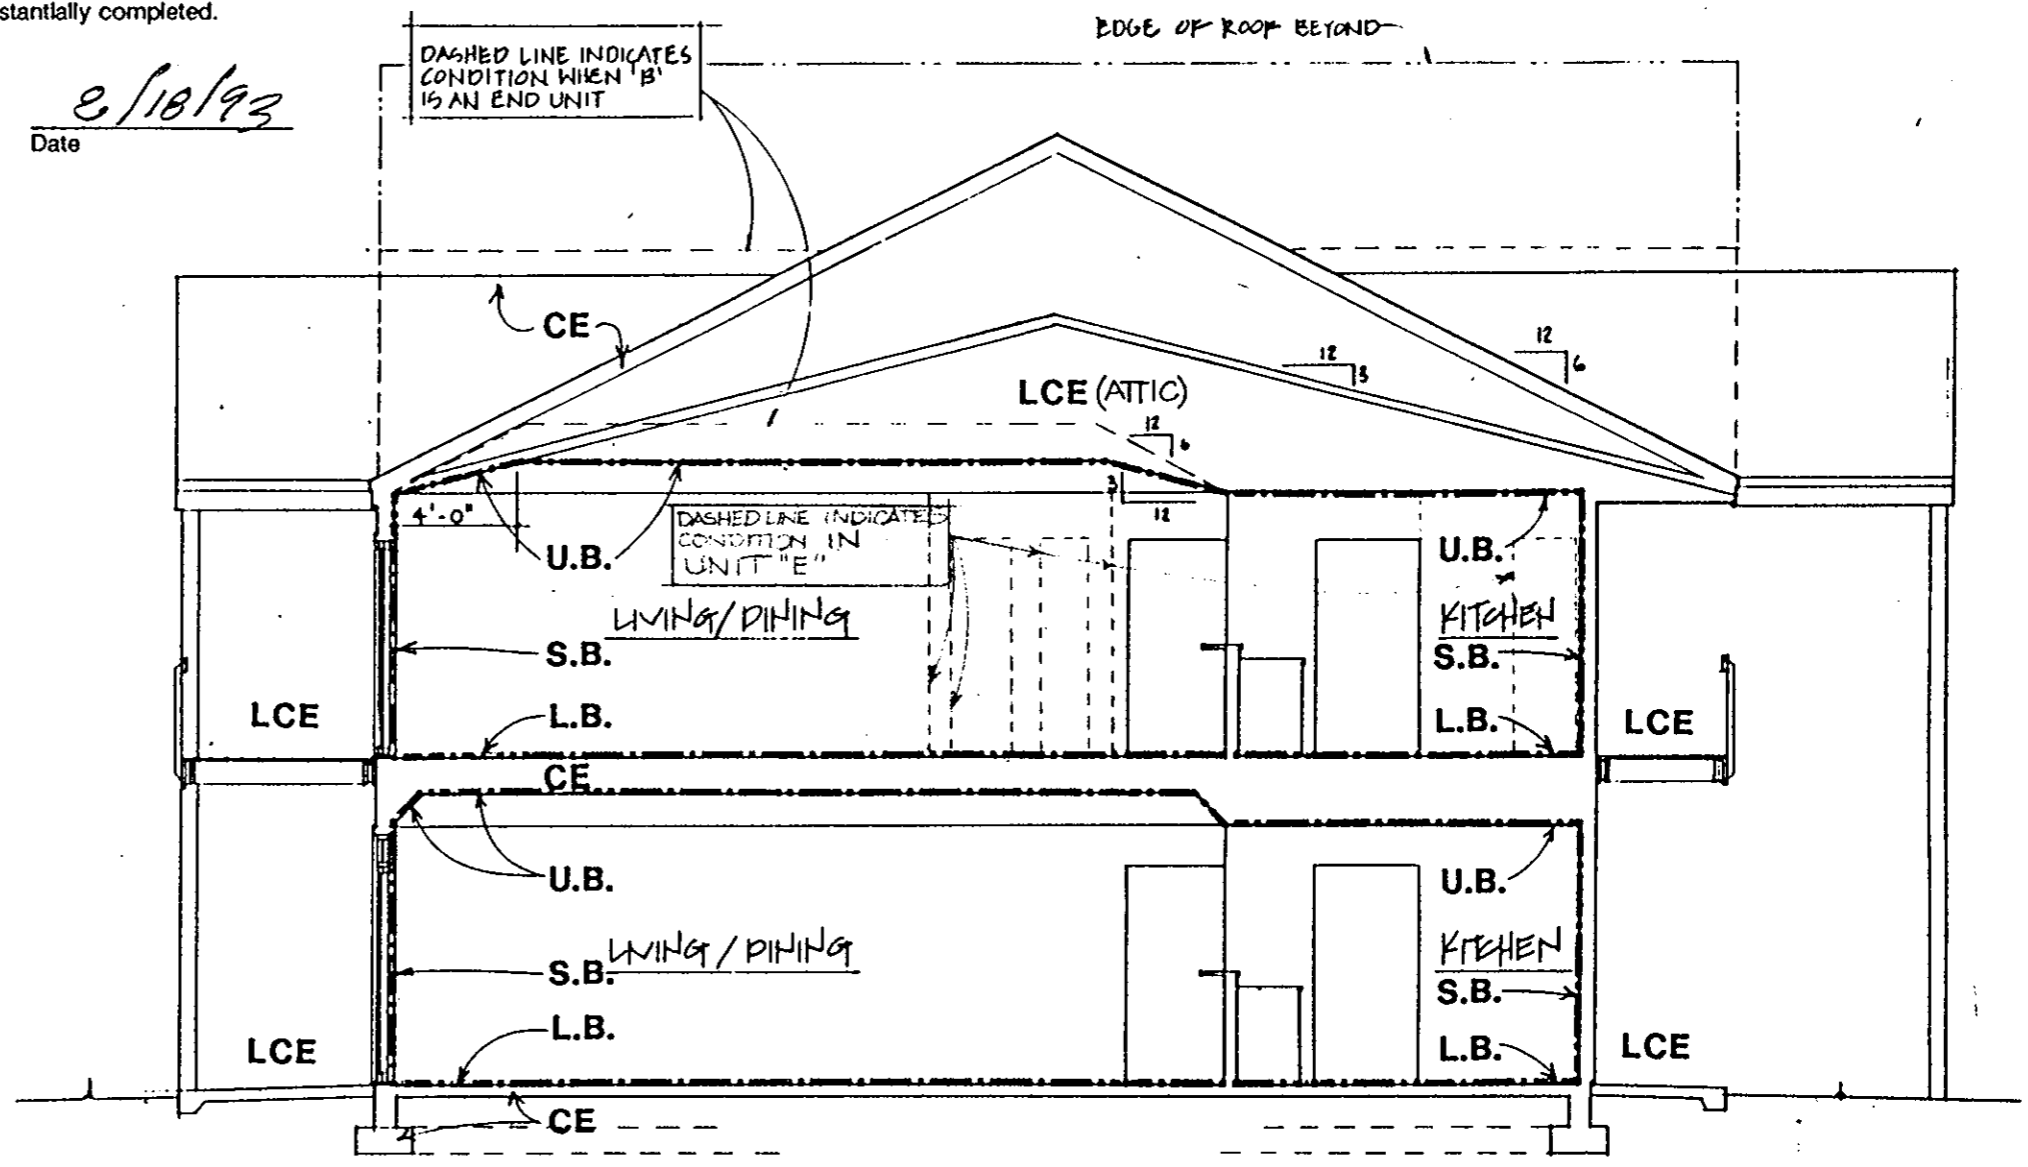 stantially completed.
EDGE OF ROOF BEYOND
DASHED LINE INDICATES
CONDITION WHEN 'B'
IS AN END UNIT
8/18/93
Date
CE
12
6
12
3
LCE (ATTIC)
12
6
3
12
4'-0"
DASHED LINE INDICATED
CONDITION IN
UNIT "E"
U.B.
U.B.
LIVING/DINING
KITCHEN
S.B.
S.B.
LCE
L.B.
L.B.
LCE
CE
U.B.
U.B.
LIVING/DINING
KITCHEN
S.B.
S.B.
L.B.
L.B.
LCE
LCE
CE